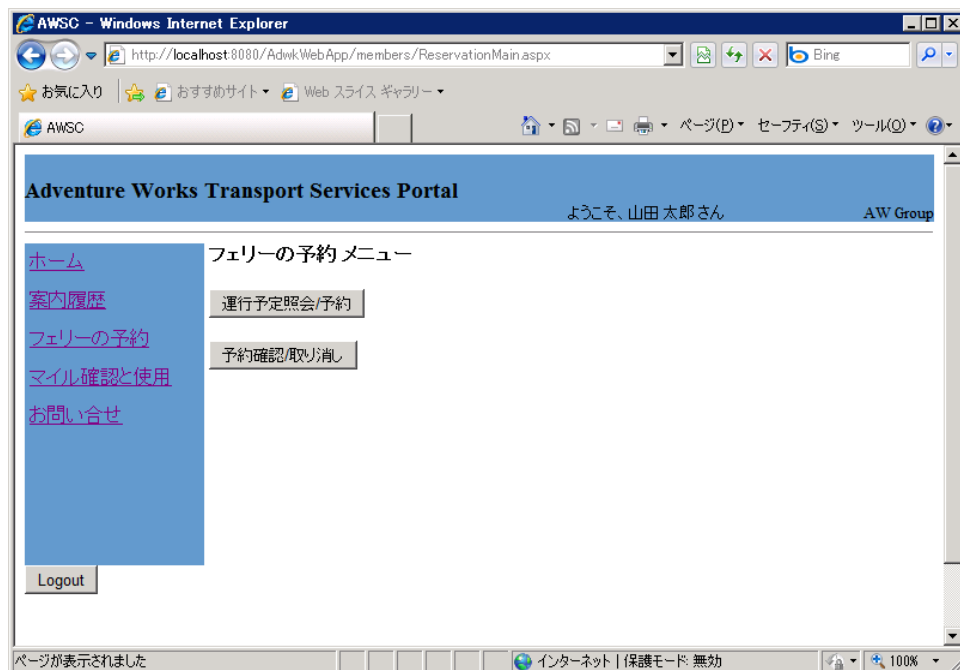 AWSC - Windows Internet Explorer
http://localhost:8080/AdwkWebApp/members/ReservationMain.aspx
Bing
お気に入り
おすすめサイト
Web スライス ギャラリー
AWSC
ページ(P)
セーフティ(S)
ツール(O)
Adventure Works Transport Services Portal
ようこそ、山田 太郎さん
AW Group
ホーム
案内履歴
フェリーの予約
マイル確認と使用
お問い合せ
フェリーの予約 メニュー
運行予定照会/予約
予約確認/取り消し
Logout
ページが表示されました
インターネット | 保護モード: 無効
100%